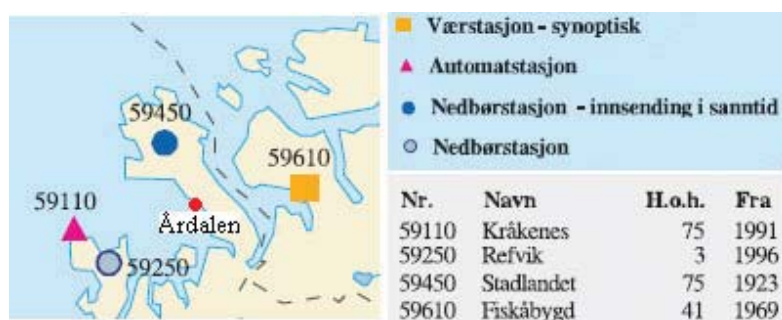 59450
59610
59110
Årdalen
59250
Værstasjon - synoptisk
Automatstasjon
Nedbørstasjon - innsending i sanntid
Nedbørstasjon
Nr. Navn H.o.h. Fra
59110 Kråkenes 75 1991
59250 Refvik 3 1996
59450 Stadlandet 75 1923
59610 Fiskåbygd 41 1969